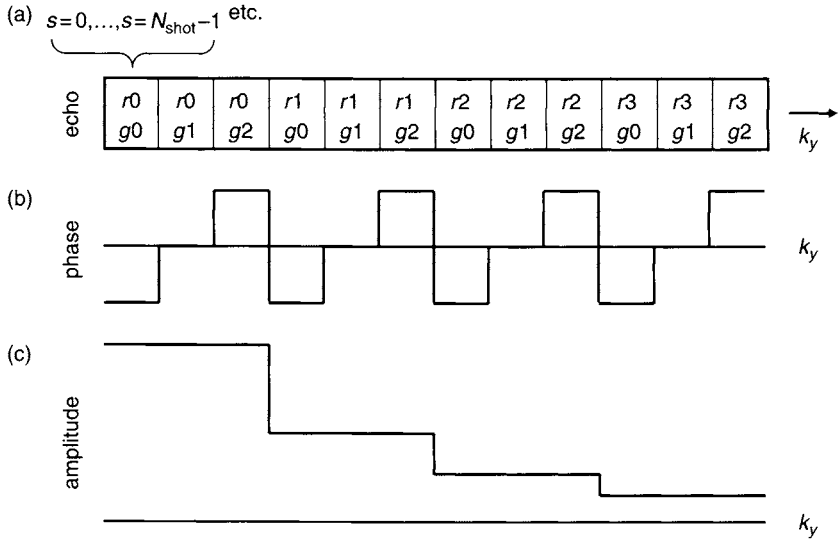 (a) s=0,...,s=N_shot−1 etc.
echo
r0 r0 r0 r1 r1 r1 r2 r2 r2 r3 r3 r3
g0 g1 g2 g0 g1 g2 g0 g1 g2 g0 g1 g2
k_y
(b)
phase
k_y
(c)
amplitude
k_y